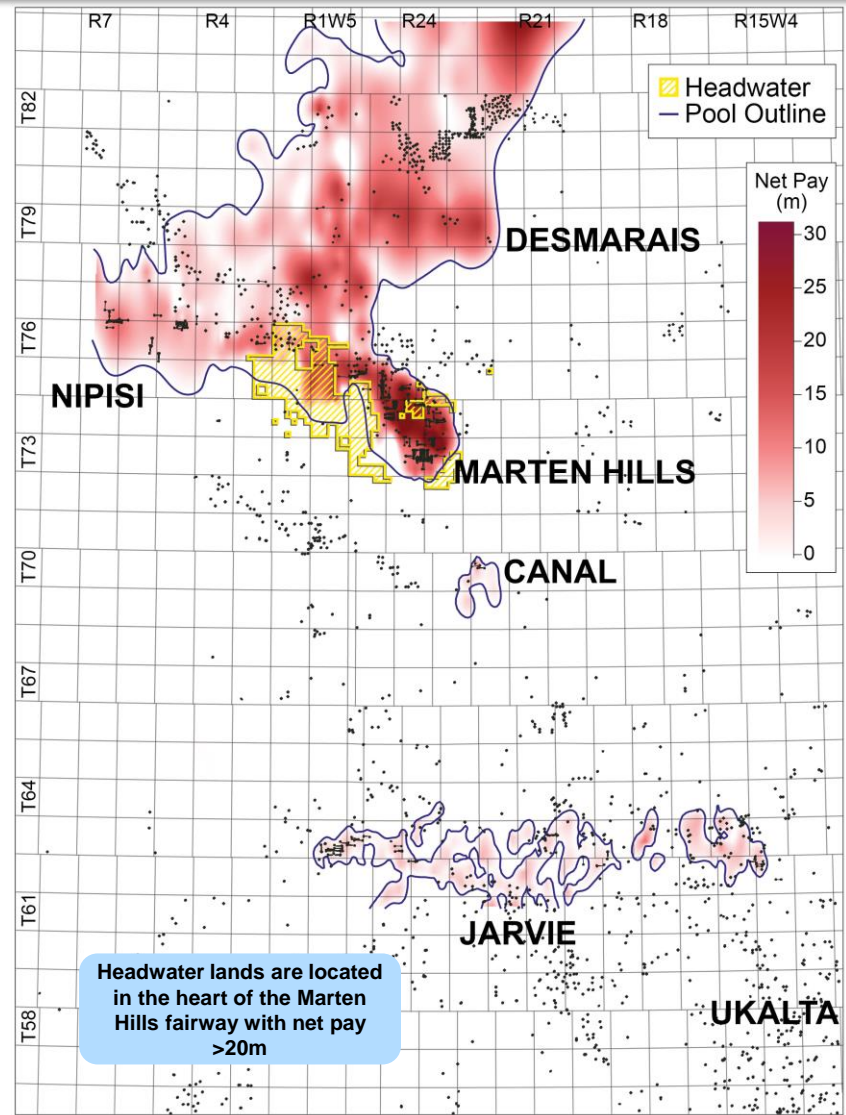 R7 R4 R1W5 R24 R21 R18 R15W4
Headwater
Pool Outline
T82
Net Pay
(m)
30
25
20
15
10
5
0
T79
DESMARAIS
T76
NIPISI
T73
MARTEN HILLS
T70
CANAL
T67
T64
T61
JARVIE
Headwater lands are located
in the heart of the Marten
Hills fairway with net pay
>20m
T58
UKALTA